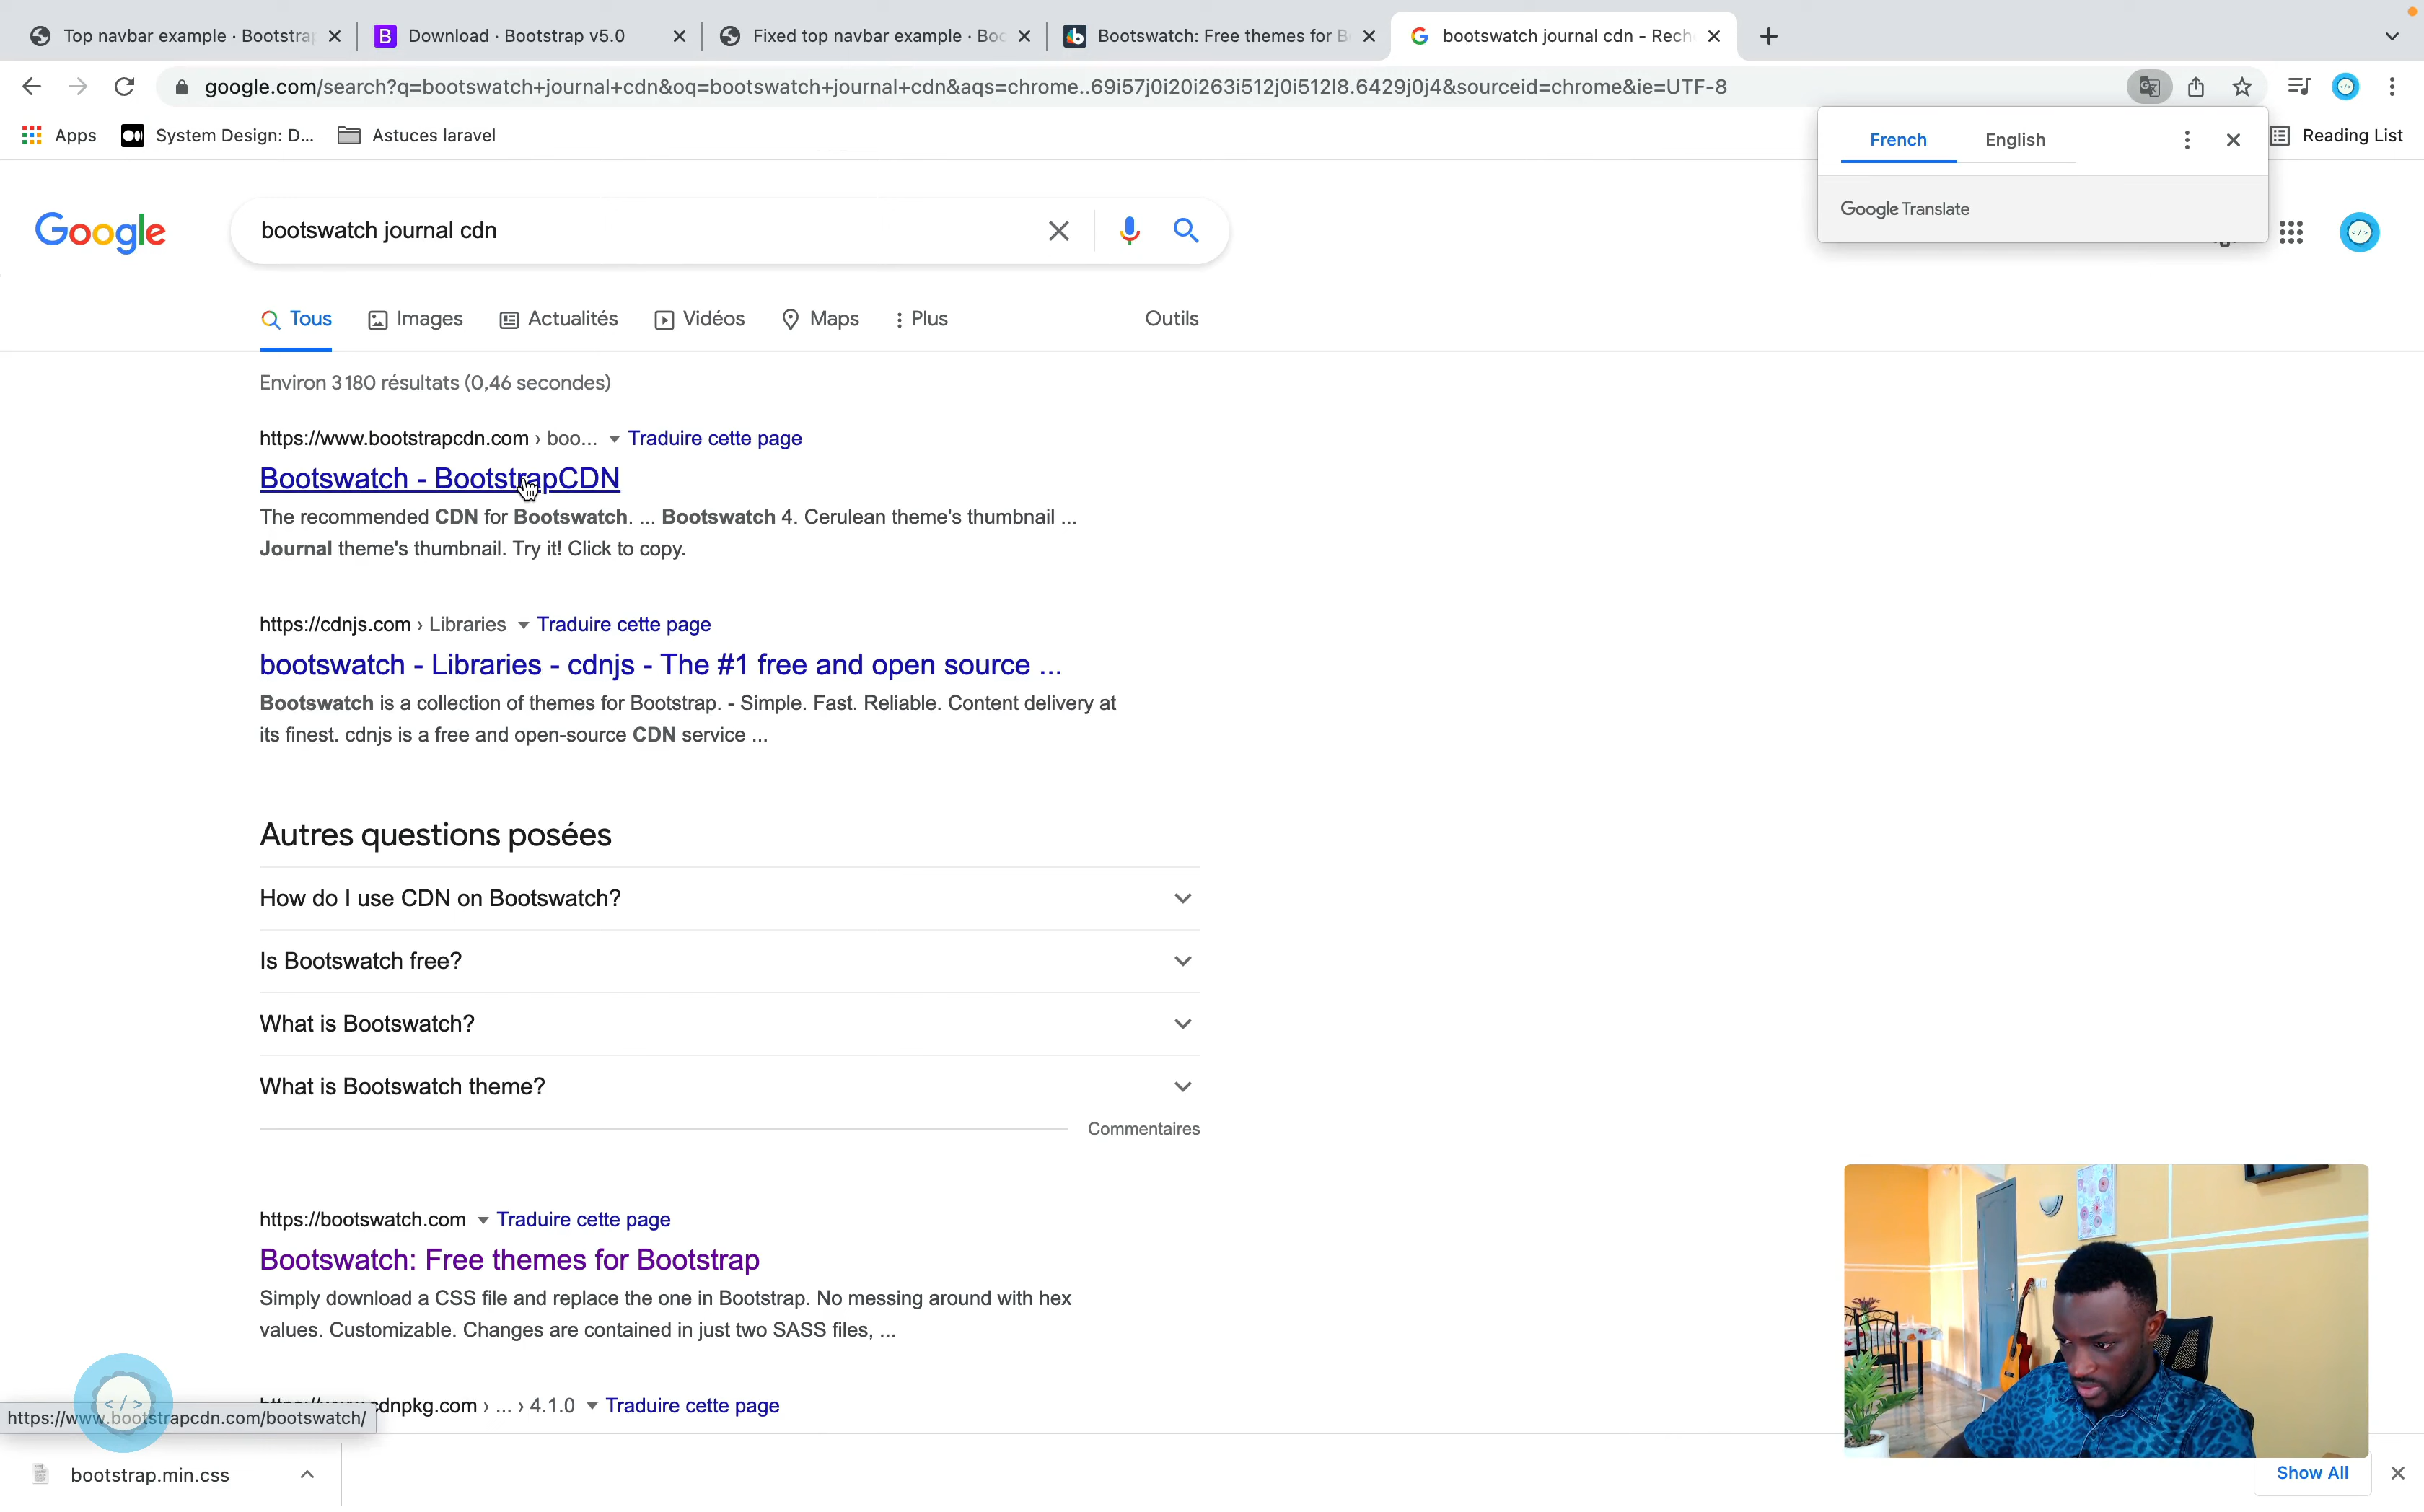 Top navbar example · Bootstra
Download · Bootstrap v5.0
Fixed top navbar example · Boo
Bootswatch: Free themes for B
bootswatch journal cdn - Rech
google.com/search?q=bootswatch+journal+cdn&oq=bootswatch+journal+cdn&aqs=chrome..69i57j0i20i263i512j0i512l8.6429j0j4&sourceid=chrome&ie=UTF-8
Apps
System Design: D...
Astuces laravel
Reading List
French
English
Google Translate
Google
bootswatch journal cdn
Tous
Images
Actualités
Vidéos
Maps
Plus
Outils
Environ 3 180 résultats (0,46 secondes)
https://www.bootstrapcdn.com › boo... Traduire cette page
Bootswatch - BootstrapCDN
The recommended CDN for Bootswatch. ... Bootswatch 4. Cerulean theme's thumbnail ...
Journal theme's thumbnail. Try it! Click to copy.
https://cdnjs.com › Libraries Traduire cette page
bootswatch - Libraries - cdnjs - The #1 free and open source ...
Bootswatch is a collection of themes for Bootstrap. - Simple. Fast. Reliable. Content delivery at
its finest. cdnjs is a free and open-source CDN service ...
Autres questions posées
How do I use CDN on Bootswatch?
Is Bootswatch free?
What is Bootswatch?
What is Bootswatch theme?
Commentaires
https://bootswatch.com Traduire cette page
Bootswatch: Free themes for Bootstrap
Simply download a CSS file and replace the one in Bootstrap. No messing around with hex
values. Customizable. Changes are contained in just two SASS files, ...
cdnpkg.com › ... › 4.1.0 Traduire cette page
</>
https://www.bootstrapcdn.com/bootswatch/
bootstrap.min.css
Show All